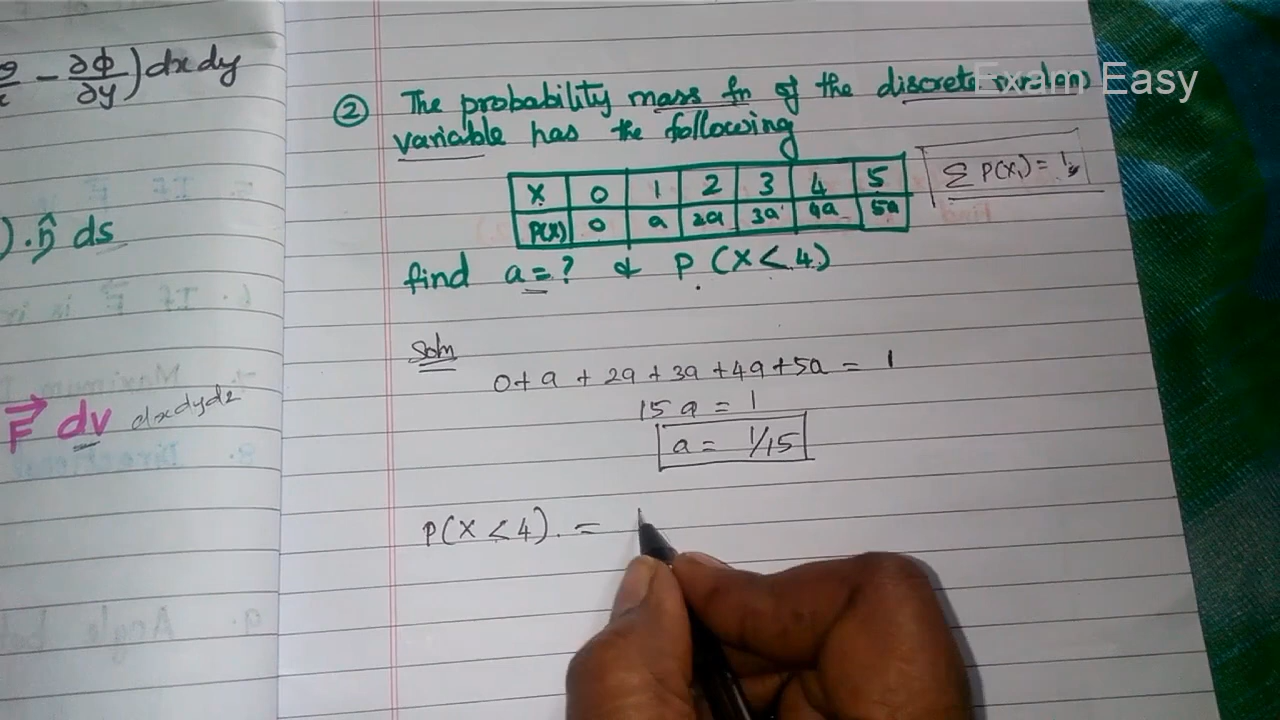 ∂φ/∂y) dx dy
). n̂ ds
F⃗ dv dxdydz
Exam Easy
② The probability mass fn of the discrete random
variable has the following
X 0 1 2 3 4 5
P(X) 0 a 2a 3a 4a 5a
Σ P(Xi) = 1
find a = ? & P (X < 4)
Soln
0 + a + 2a + 3a + 4a + 5a = 1
15 a = 1
a = 1/15
P(X < 4) =